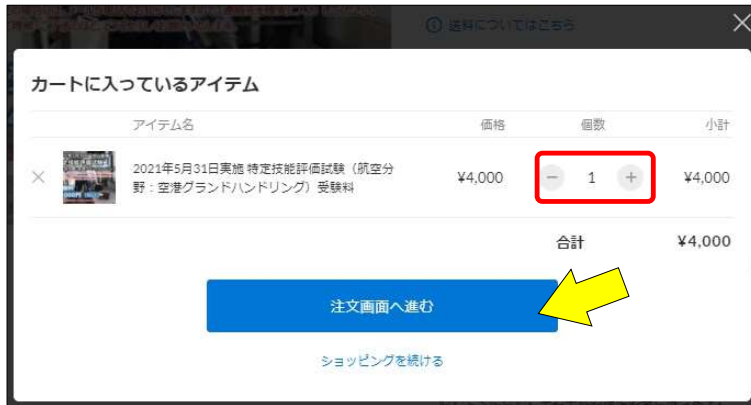 送料についてはこちら
カートに入っているアイテム
アイテム名 価格 個数 小計
2021年5月31日実施 特定技能評価試験（航空分
野：空港グランドハンドリング）受験料
¥4,000 − 1 + ¥4,000
合計 ¥4,000
注文画面へ進む
ショッピングを続ける